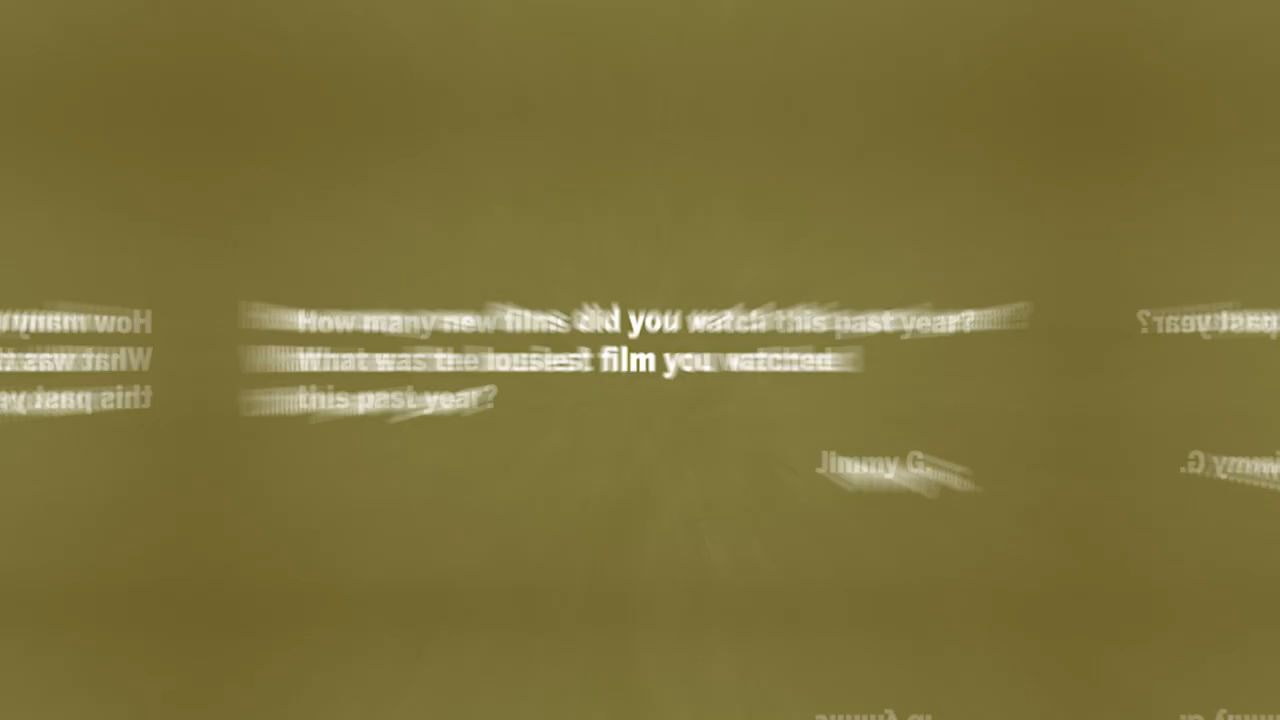 How many new films did you watch this past year?
What was the lousiest film you watched
this past year?
Jimmy G.